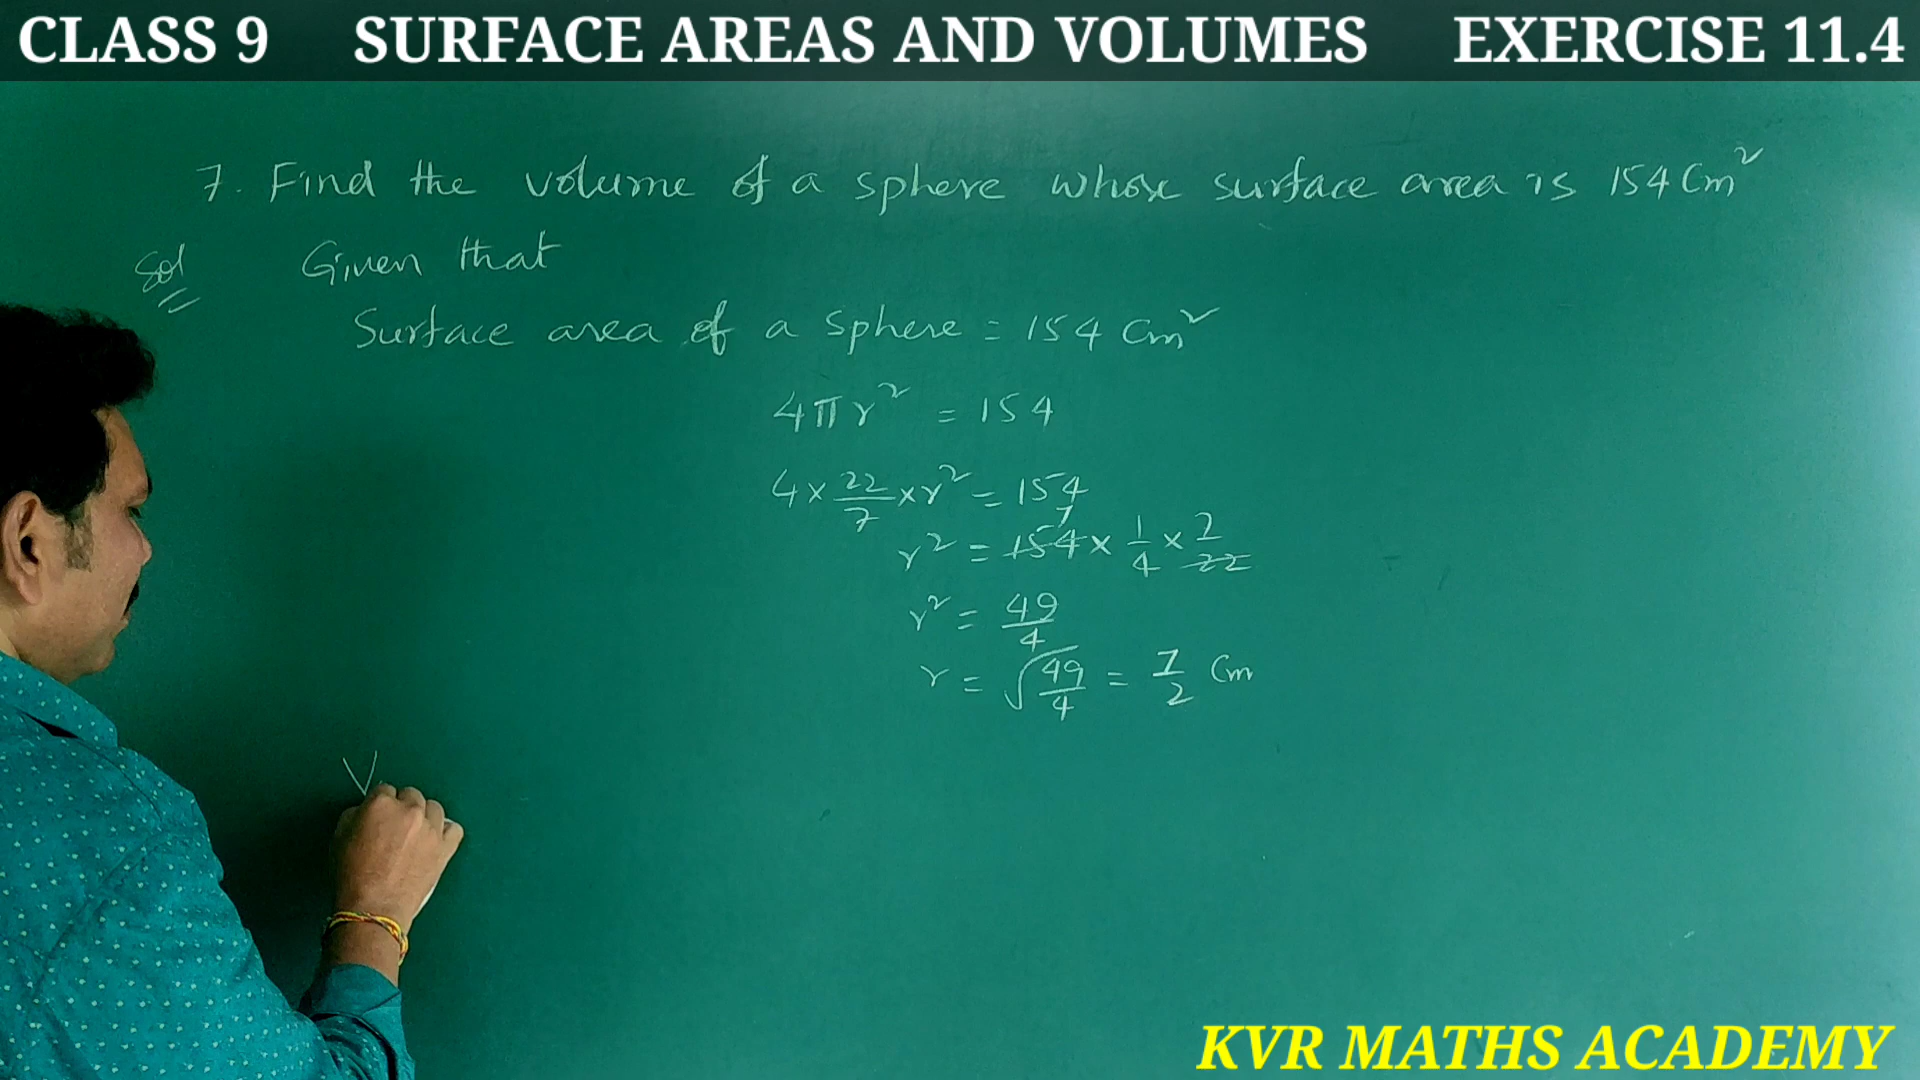 CLASS 9 SURFACE AREAS AND VOLUMES EXERCISE 11.4
7. Find the volume of a sphere whose surface area is 154 Cm²
Sol Given that
Surface area of a sphere = 154 Cm²
4πr² = 154
4 × 22/7 × r² = 154
r² = 154 × 1/4 × 7/22
7
r² = 49/4
r = √49/4 = 7/2 Cm
V
KVR MATHS ACADEMY